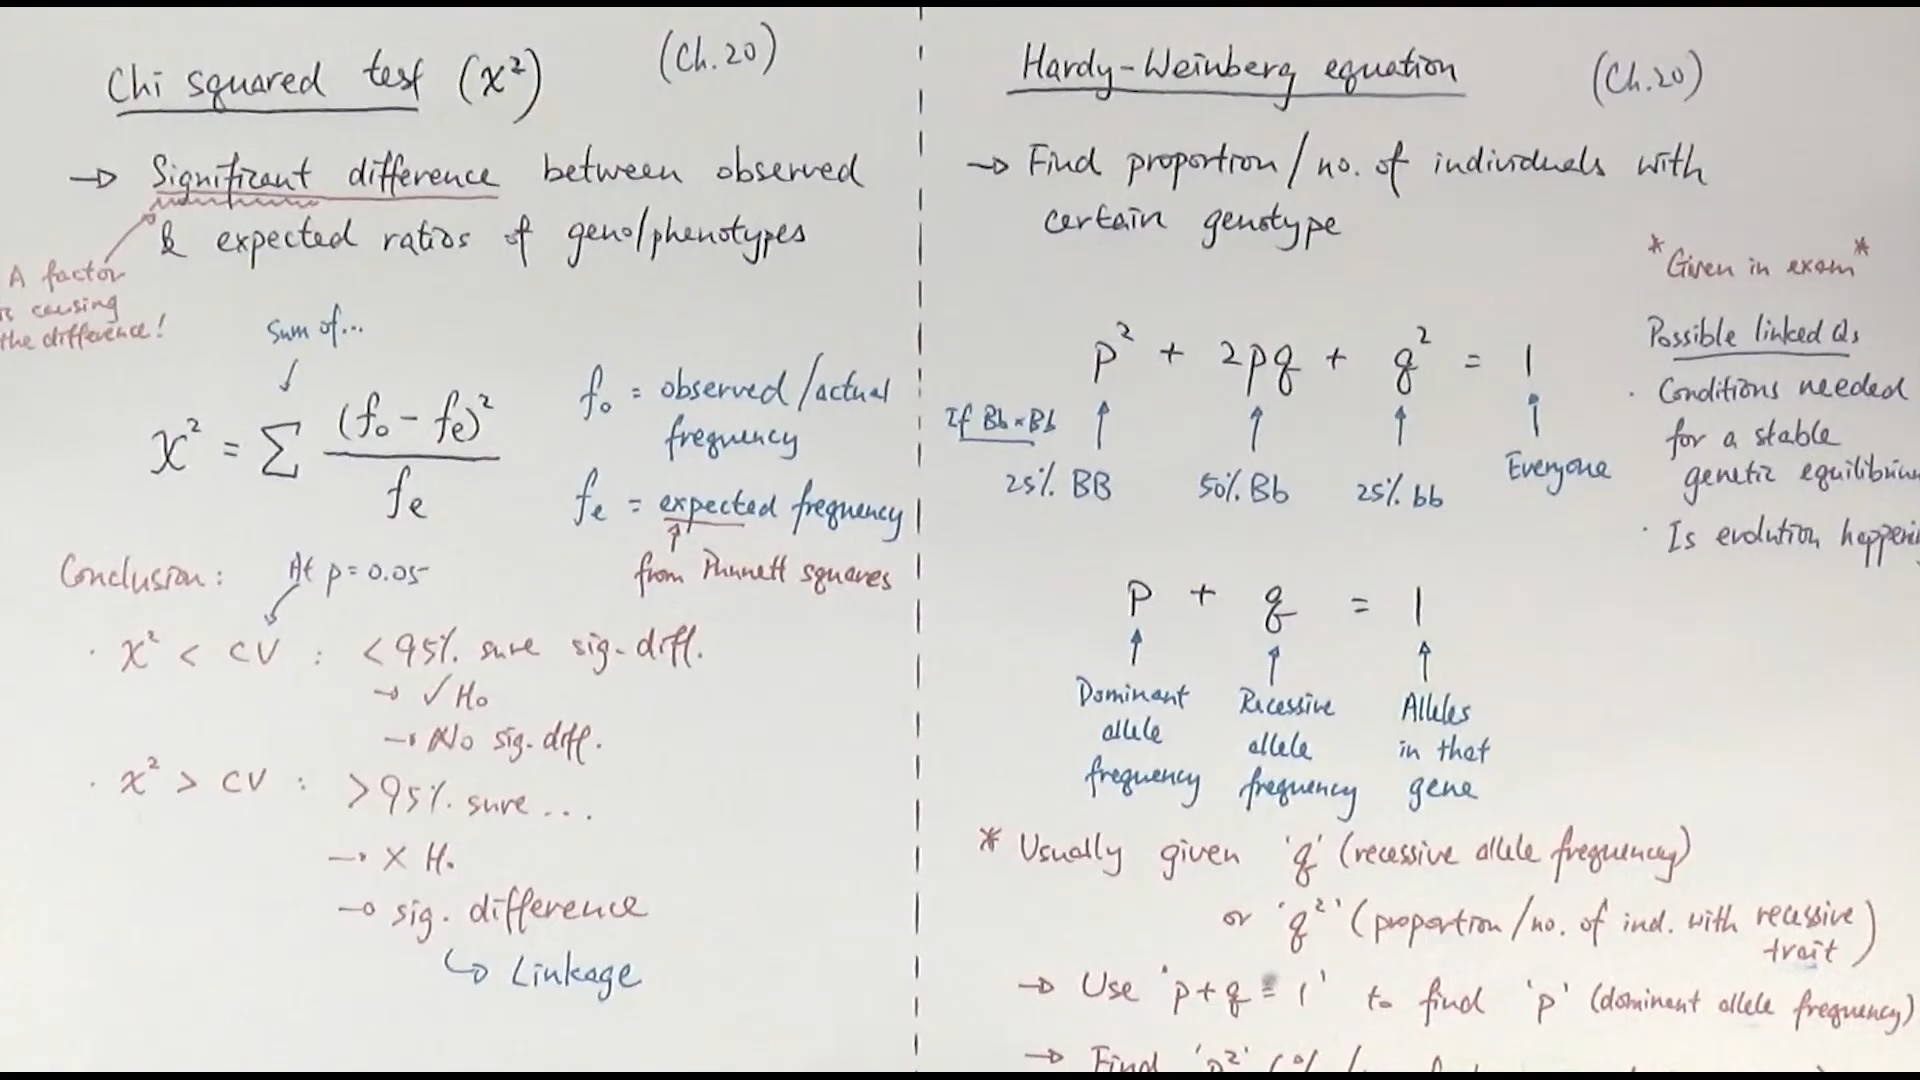 Chi squared test (χ²) (Ch.20)
→ Significant difference between observed
& expected ratios of geno/phenotypes
A factor
is causing
the difference!
Sum of...
χ² = Σ (fo - fe)² / fe
fo = observed/actual
frequency
fe = expected frequency
from Punnett squares
Conclusion: At p = 0.05
· χ² < CV : <95% sure sig. diff.
→ ✓ Ho
→ No sig. diff.
· χ² > CV : >95% sure ...
→ × Ho
→ sig. difference
↳ Linkage
Hardy-Weinberg equation (Ch.20)
→ Find proportion/no. of individuals with
certain genotype
*Given in exam*
p² + 2pq + q² = 1
If Bb×Bb
25% BB 50% Bb 25% bb Everyone
Possible linked Qs
· Conditions needed
for a stable
genetic equilibrium
· Is evolution
p + q = 1
Dominant
allele
frequency
Recessive
allele
frequency
Alleles
in that
gene
* Usually given 'q' (recessive allele frequency)
or 'q²' (proportion/no. of ind. with recessive
trait)
→ Use 'p+q=1' to find 'p' (dominant allele frequency)
→ Find